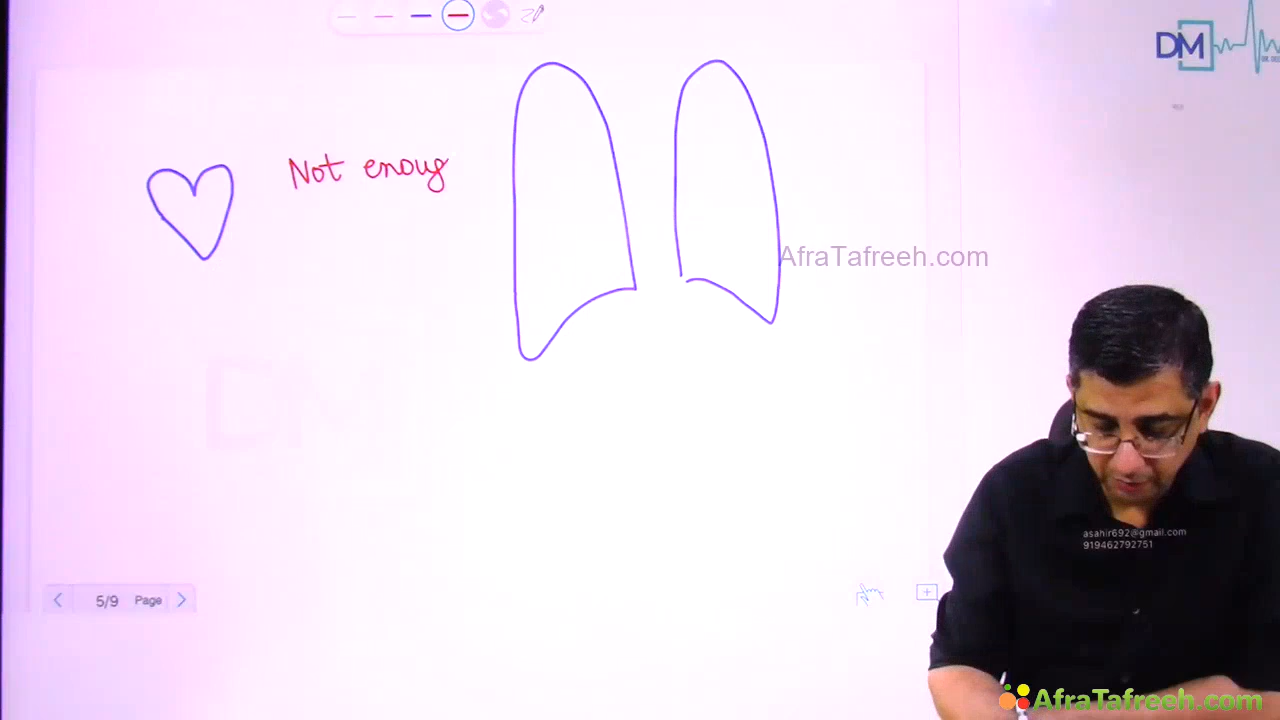 DM
Not enoug
AfraTafreeh.com
asahir692@gmail.com
919462792751
5/9 Page
AfraTafreeh.com